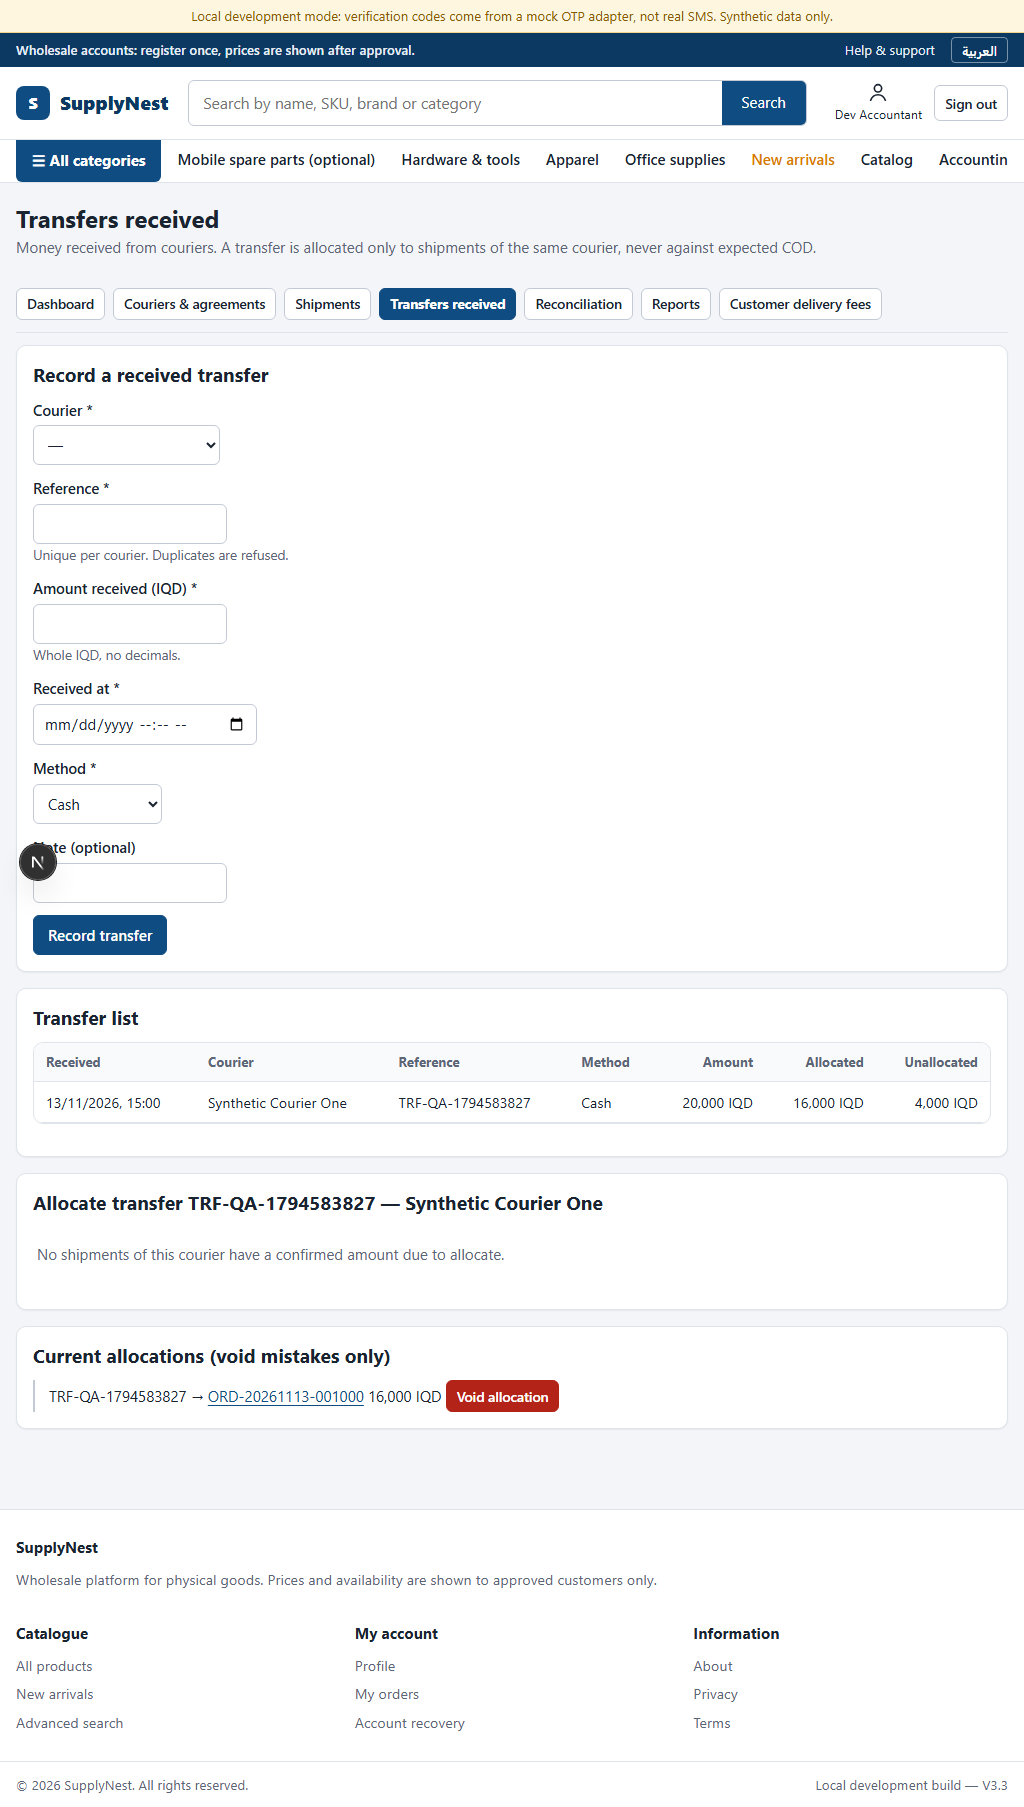 Local development mode: verification codes come from a mock OTP adapter, not real SMS. Synthetic data only.
Wholesale accounts: register once, prices are shown after approval.
Help & support
العربية
S SupplyNest
Search by name, SKU, brand or category
Search
Dev Accountant
Sign out
☰ All categories
Mobile spare parts (optional)
Hardware & tools
Apparel
Office supplies
New arrivals
Catalog
Accountin
Transfers received
Money received from couriers. A transfer is allocated only to shipments of the same courier, never against expected COD.
Dashboard
Couriers & agreements
Shipments
Transfers received
Reconciliation
Reports
Customer delivery fees
Record a received transfer
Courier *
—
Reference *
Unique per courier. Duplicates are refused.
Amount received (IQD) *
Whole IQD, no decimals.
Received at *
mm/dd/yyyy --:-- --
Method *
Cash
(optional)
N
Record transfer
Transfer list
Received Courier Reference Method Amount Allocated Unallocated
13/11/2026, 15:00 Synthetic Courier One TRF-QA-1794583827 Cash 20,000 IQD 16,000 IQD 4,000 IQD
Allocate transfer TRF-QA-1794583827 — Synthetic Courier One
No shipments of this courier have a confirmed amount due to allocate.
Current allocations (void mistakes only)
TRF-QA-1794583827 → ORD-20261113-001000 16,000 IQD Void allocation
SupplyNest
Wholesale platform for physical goods. Prices and availability are shown to approved customers only.
Catalogue
All products
New arrivals
Advanced search
My account
Profile
My orders
Account recovery
Information
About
Privacy
Terms
© 2026 SupplyNest. All rights reserved.
Local development build — V3.3